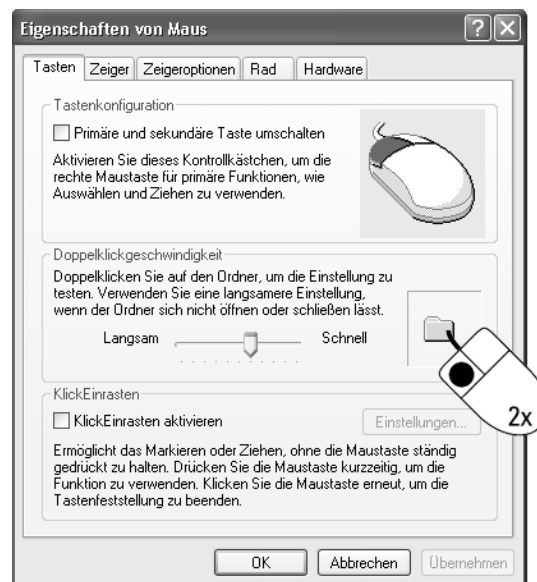 Eigenschaften von Maus
Tasten Zeiger Zeigeroptionen Rad Hardware
Tastenkonfiguration
Primäre und sekundäre Taste umschalten
Aktivieren Sie dieses Kontrollkästchen, um die
rechte Maustaste für primäre Funktionen, wie
Auswählen und Ziehen zu verwenden.
Doppelklickgeschwindigkeit
Doppelklicken Sie auf den Ordner, um die Einstellung zu
testen. Verwenden Sie eine langsamere Einstellung,
wenn der Ordner sich nicht öffnen oder schließen lässt.
Langsam Schnell
2x
KlickEinrasten
KlickEinrasten aktivieren
Einstellungen...
Ermöglicht das Markieren oder Ziehen, ohne die Maustaste ständig
gedrückt zu halten. Drücken Sie die Maustaste kurzzeitig, um die
Funktion zu verwenden. Klicken Sie die Maustaste erneut, um die
Tastenfeststellung zu beenden.
OK Abbrechen Übernehmen